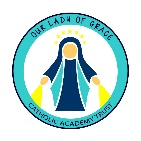 OUR LADY OF GRACE
CATHOLIC ACADEMY TRUST